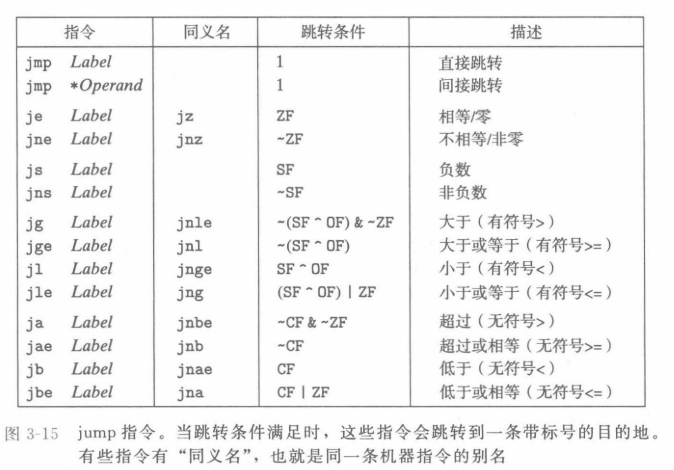 指令 同义名 跳转条件 描述
jmp Label 1 直接跳转
jmp *Operand 1 间接跳转
je Label jz ZF 相等/零
jne Label jnz ~ZF 不相等/非零
js Label SF 负数
jns Label ~SF 非负数
jg Label jnle ~(SF ^ OF) & ~ZF 大于（有符号>）
jge Label jnl ~(SF ^ OF) 大于或等于（有符号>=）
jl Label jnge SF ^ OF 小于（有符号<）
jle Label jng (SF ^ OF) | ZF 小于或等于（有符号<=）
ja Label jnbe ~CF & ~ZF 超过（无符号>）
jae Label jnb ~CF 超过或相等（无符号>=）
jb Label jnae CF 低于（无符号<）
jbe Label jna CF | ZF 低于或相等（无符号<=）
图 3-15 jump 指令。当跳转条件满足时，这些指令会跳转到一条带标号的目的地。
有些指令有“同义名”，也就是同一条机器指令的别名